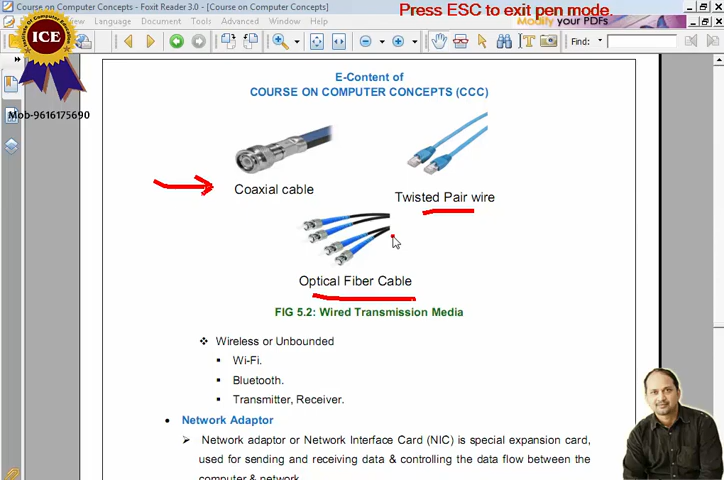 Course on Computer Concepts - Foxit Reader 3.0 - [Course on Computer Concepts]
Press ESC to exit pen mode.
View Language Document Tools Help
Modify your PDFs
ICE
Find:
Mob-9616175690
E-Content of
COURSE ON COMPUTER CONCEPTS (CCC)
Coaxial cable
Twisted Pair wire
Optical Fiber Cable
FIG 5.2: Wired Transmission Media
❖ Wireless or Unbounded
▪ Wi-Fi.
▪ Bluetooth.
▪ Transmitter, Receiver.
• Network Adaptor
➢ Network adaptor or Network Interface Card (NIC) is special expansion card,
used for sending and receiving data & controlling the data flow between the
computer & network.